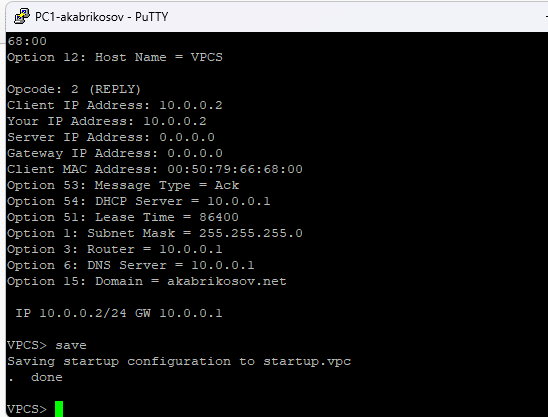 PC1-akabrikosov - PuTTY
68:00
Option 12: Host Name = VPCS
Opcode: 2 (REPLY)
Client IP Address: 10.0.0.2
Your IP Address: 10.0.0.2
Server IP Address: 0.0.0.0
Gateway IP Address: 0.0.0.0
Client MAC Address: 00:50:79:66:68:00
Option 53: Message Type = Ack
Option 54: DHCP Server = 10.0.0.1
Option 51: Lease Time = 86400
Option 1: Subnet Mask = 255.255.255.0
Option 3: Router = 10.0.0.1
Option 6: DNS Server = 10.0.0.1
Option 15: Domain = akabrikosov.net
IP 10.0.0.2/24 GW 10.0.0.1
VPCS> save
Saving startup configuration to startup.vpc
.  done
VPCS>